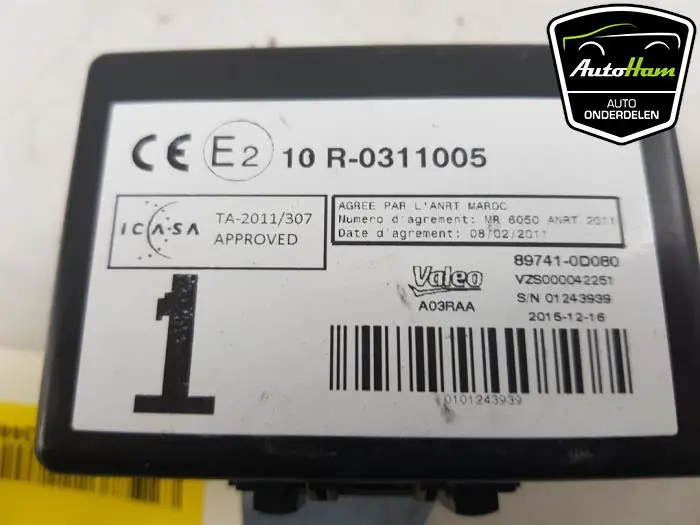 AutoHam
AUTO
ONDERDELEN
CE E2 10 R-0311005
ICASA
TA-2011/307
APPROVED
AGREE PAR L'ANRT MAROC
Numero d'agrement: MR 6050 ANRT 2011
Date d'agrement: 08/02/2011
1
Valeo
A03RAA
89741-0D080
VZS000042251
S/N 01243939
2015-12-16
0101243939